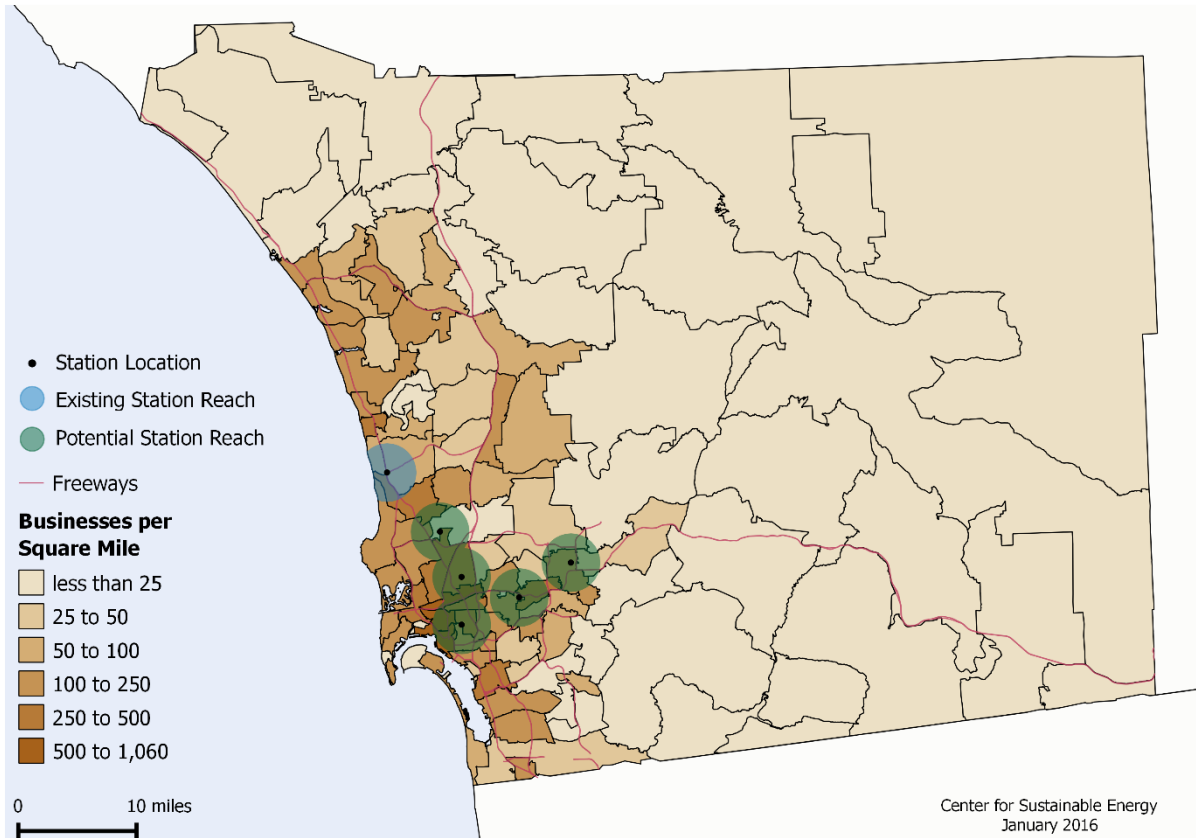 Station Location
Existing Station Reach
Potential Station Reach
Freeways
Businesses per
Square Mile
less than 25
25 to 50
50 to 100
100 to 250
250 to 500
500 to 1,060
0 10 miles
Center for Sustainable Energy
January 2016